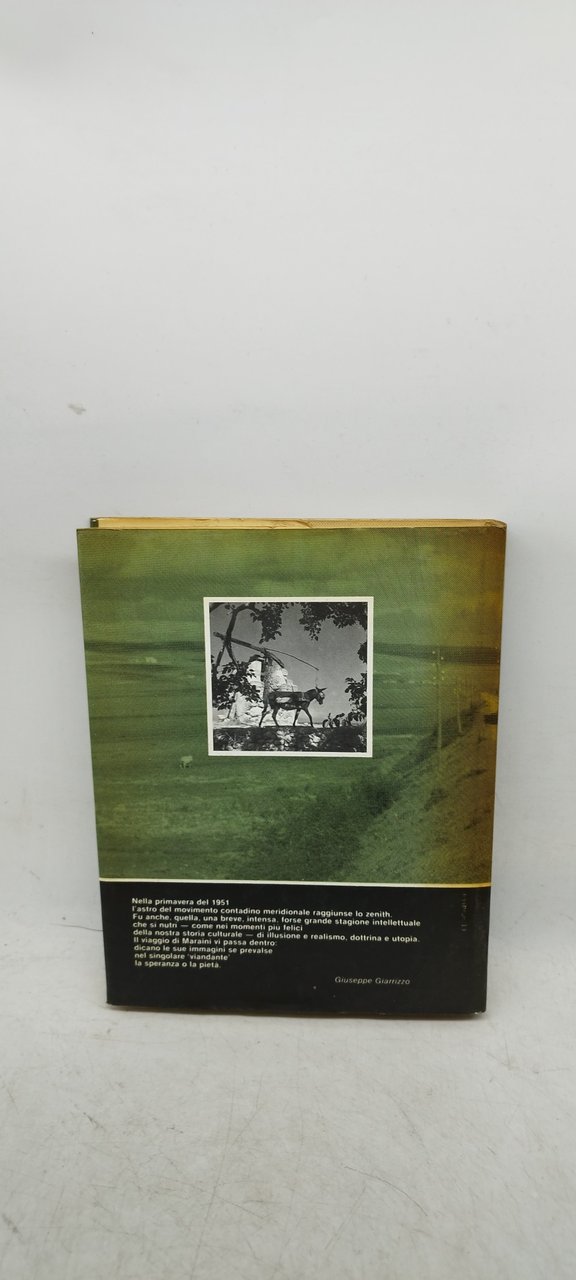 Nella primavera del 1951
l'astro del movimento contadino meridionale raggiunse lo zenith.
Fu anche, quella, una breve, intensa, forse grande stagione intellettuale
che si nutrì — come nei momenti più felici
della nostra storia culturale — di illusione e realismo, dottrina e utopia.
Il viaggio di Maraini vi passa dentro:
dicano le sue immagini se prevalse
nel singolare 'viandante'
la speranza o la pietà.
Giuseppe Giarrizzo